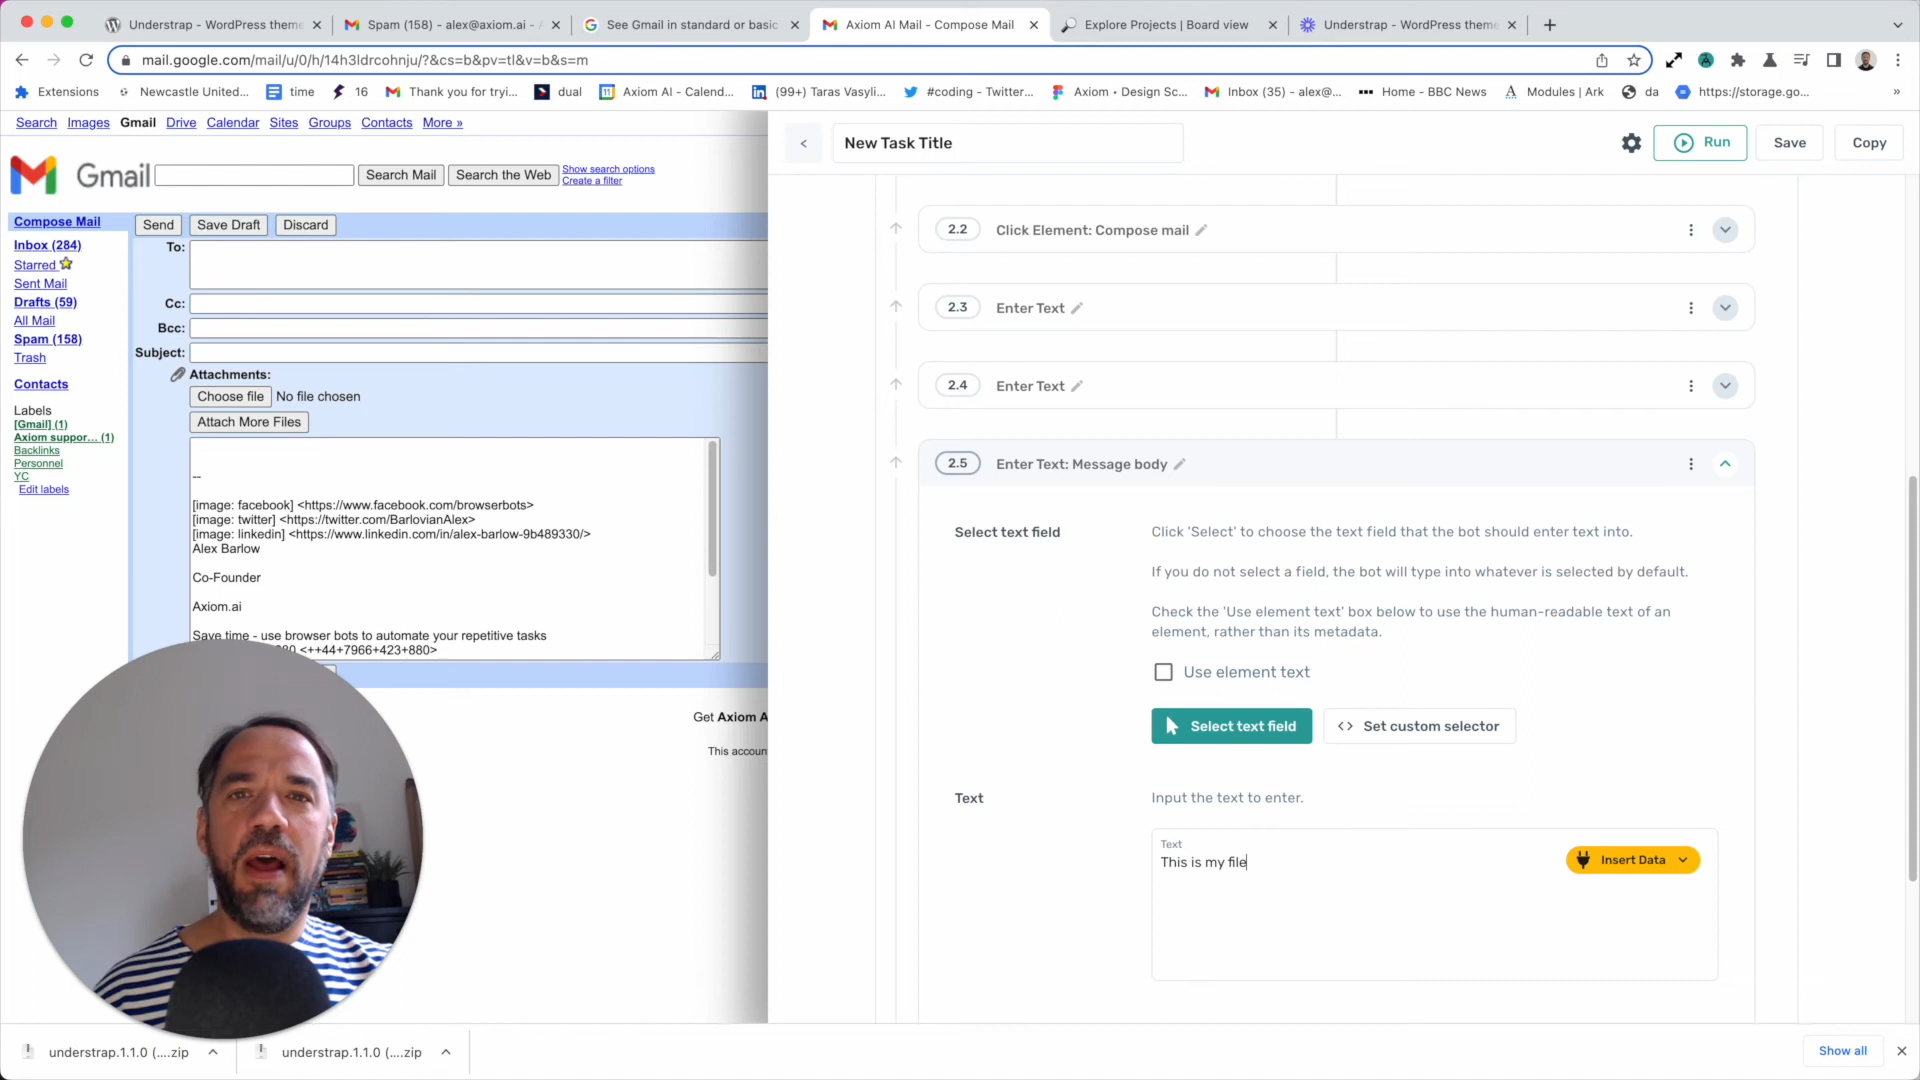 Understrap - WordPress theme
Spam (158) - alex@axiom.ai -
See Gmail in standard or basic
Axiom AI Mail - Compose Mail
Explore Projects | Board view
Understrap - WordPress theme
mail.google.com/mail/u/0/h/14h3ldrcohnju/?&cs=b&pv=tl&v=b&s=m
Extensions
Newcastle United...
time
16
Thank you for tryi...
dual
Axiom AI - Calend...
(99+) Taras Vasyli...
#coding - Twitter...
Axiom • Design Sc...
Inbox (35) - alex@...
Home - BBC News
Modules | Ark
da
https://storage.go...
»
Search Images Gmail Drive Calendar Sites Groups Contacts More »
Gmail
Search Mail
Search the Web
Show search options
Create a filter
Compose Mail
Inbox (284)
Starred
Sent Mail
Drafts (59)
All Mail
Spam (158)
Trash
Contacts
Labels
[Gmail] (1)
Axiom suppor... (1)
Backlinks
Personnel
YC
Edit labels
Send
Save Draft
Discard
To:
Cc:
Bcc:
Subject:
Attachments:
Choose file No file chosen
Attach More Files
--
[image: facebook] <https://www.facebook.com/browserbots>
[image: twitter] <https://twitter.com/BarlovianAlex>
[image: linkedin] <https://www.linkedin.com/in/alex-barlow-9b489330/>
Alex Barlow
Co-Founder
Axiom.ai
Save time - use browser bots to automate your repetitive tasks
<++44+7966+423+880>
Get Axiom A
This accoun
<
New Task Title
Run
Save
Copy
2.2
Click Element: Compose mail
2.3
Enter Text
2.4
Enter Text
2.5
Enter Text: Message body
Select text field
Click 'Select' to choose the text field that the bot should enter text into.
If you do not select a field, the bot will type into whatever is selected by default.
Check the 'Use element text' box below to use the human-readable text of an
element, rather than its metadata.
Use element text
Select text field
<> Set custom selector
Text
Input the text to enter.
Text
This is my file
Insert Data
understrap.1.1.0 (....zip
understrap.1.1.0 (....zip
Show all